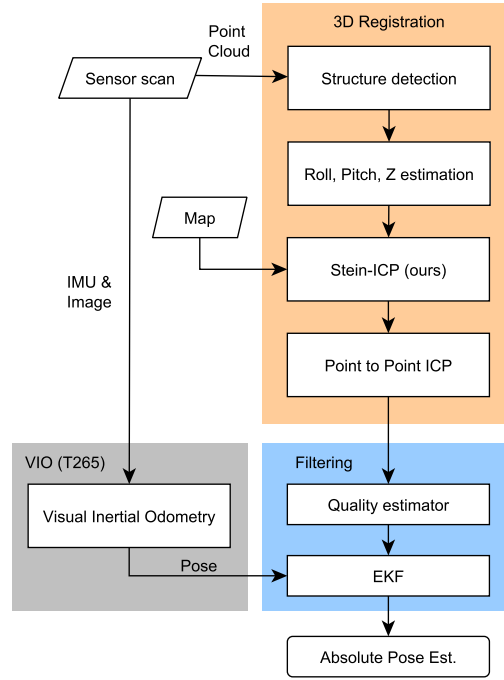 Point
Cloud
3D Registration
Sensor scan
Structure detection
Roll, Pitch, Z estimation
Map
Stein-ICP (ours)
IMU &
Image
Point to Point ICP
VIO (T265)
Filtering
Visual Inertial Odometry
Quality estimator
Pose
EKF
Absolute Pose Est.